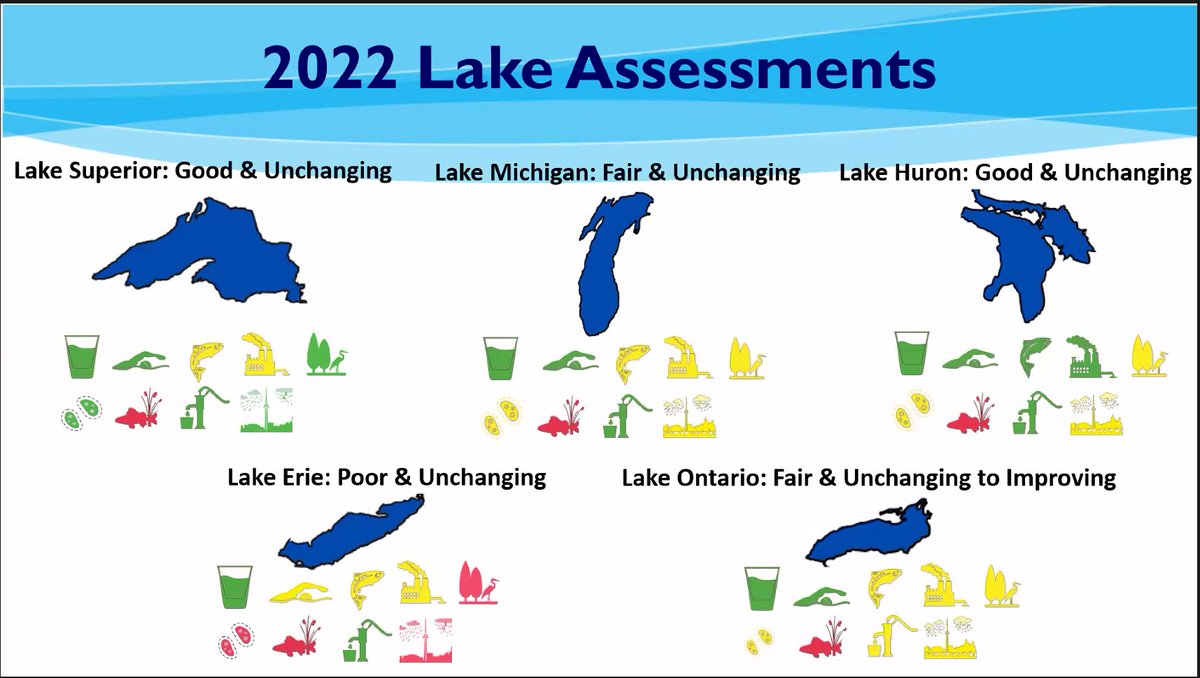 2022 Lake Assessments
Lake Superior: Good & Unchanging
Lake Michigan: Fair & Unchanging
Lake Huron: Good & Unchanging
Lake Erie: Poor & Unchanging
Lake Ontario: Fair & Unchanging to Improving